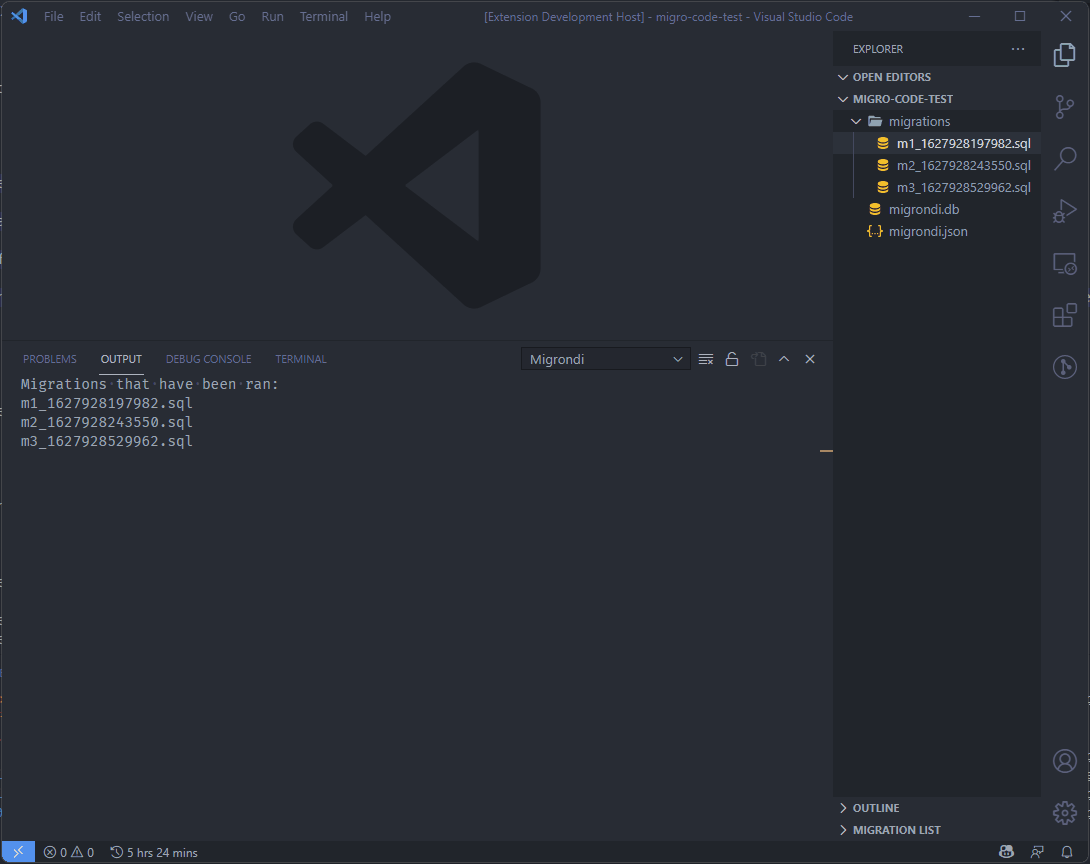 File Edit Selection View Go Run Terminal Help [Extension Development Host] - migro-code-test - Visual Studio Code
EXPLORER
OPEN EDITORS
MIGRO-CODE-TEST
migrations
m1_1627928197982.sql
m2_1627928243550.sql
m3_1627928529962.sql
migrondi.db
migrondi.json
PROBLEMS OUTPUT DEBUG CONSOLE TERMINAL Migrondi
Migrations that have been ran:
m1_1627928197982.sql
m2_1627928243550.sql
m3_1627928529962.sql
OUTLINE
MIGRATION LIST
0 0 5 hrs 24 mins